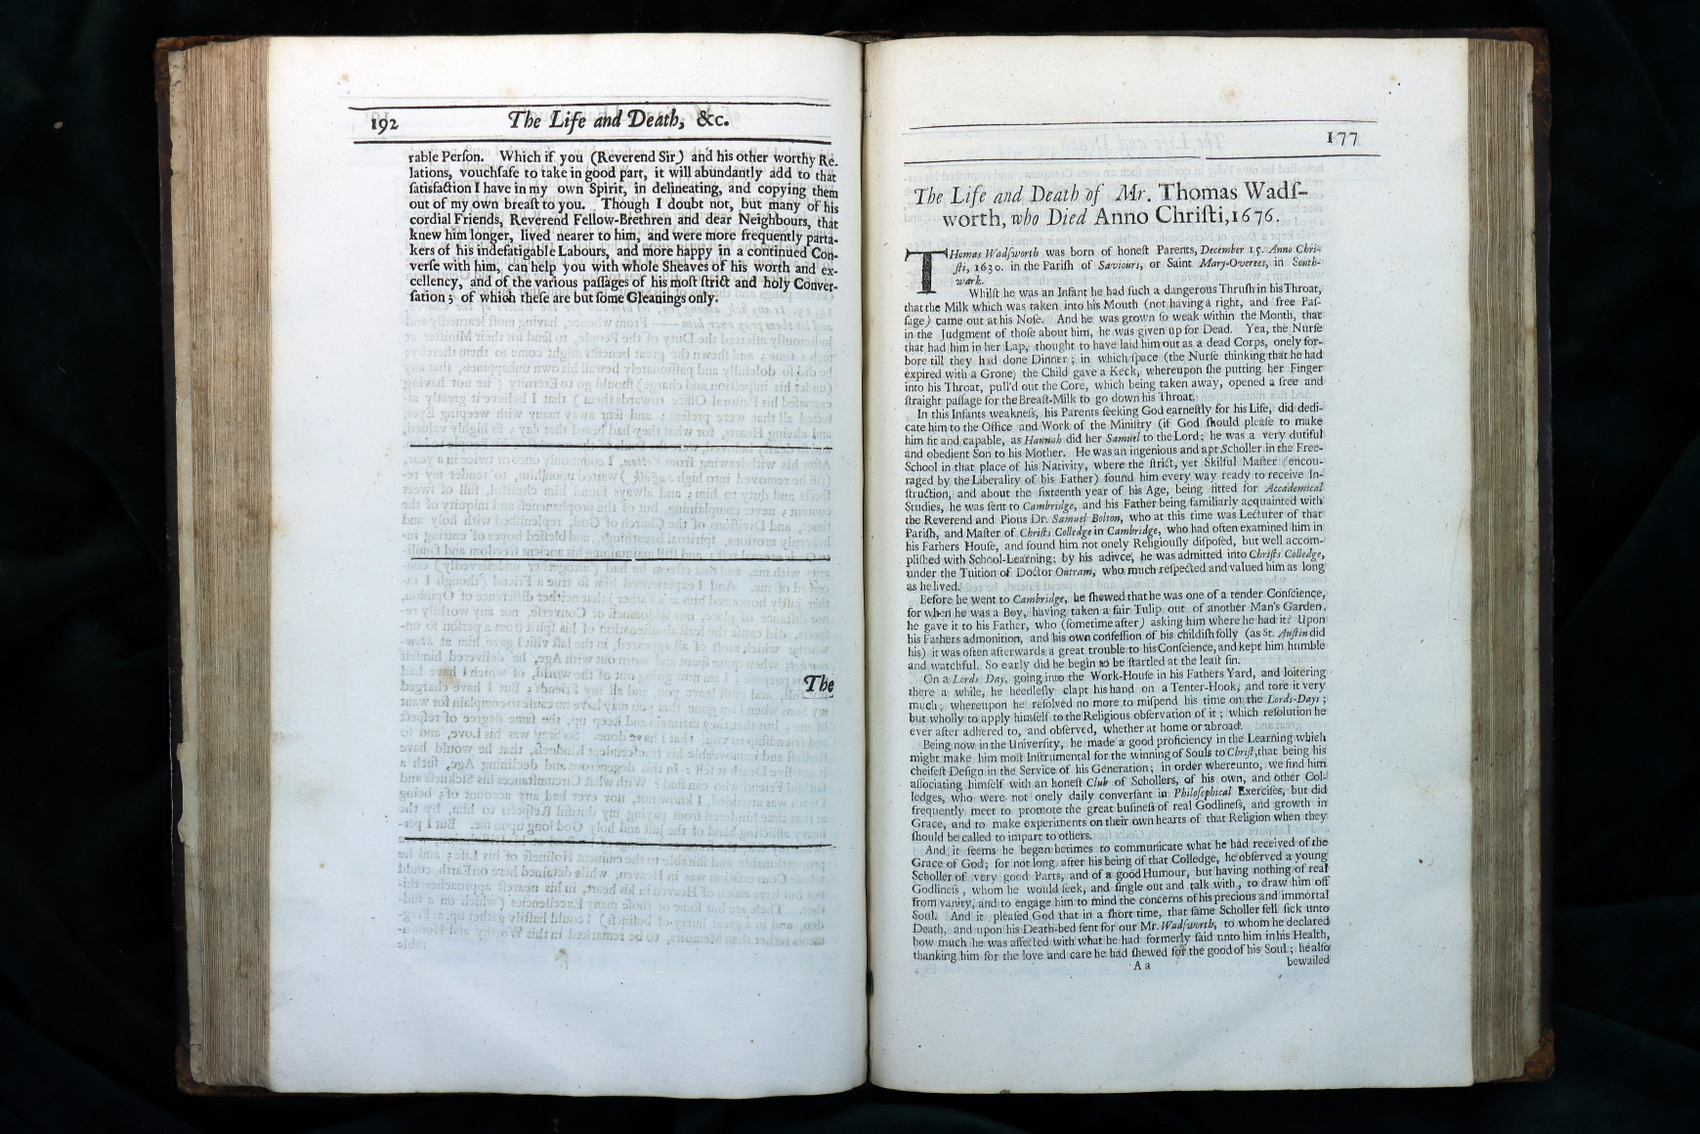 192 The Life and Death, &c.
rable Perſon. Which if you (Reverend Sir) and his other worthy Re-
lations, vouchſafe to take in good part, it will abundantly add to that
ſatisfaction I have in my own Spirit, in delineating, and copying them
out of my own breaſt to you. Though I doubt not, but many of his
cordial Friends, Reverend Fellow-Brethren and dear Neighbours, that
knew him longer, lived nearer to him, and were more frequently parta-
kers of his indefatigable Labours, and more happy in a continued Con-
verſe with him, can help you with whole Sheaves of his worth and ex-
cellency, and of the various paſſages of his moſt ſtrict and holy Conver-
ſation; of which theſe are but ſome Gleanings only.
The
177
The Life and Death of Mr. Thomas Wadſ-
worth, who Died Anno Chriſti, 1676.
THomas Wadſworth was born of honeſt Parents, December 15. Anno Chri-
ſti, 1630. in the Pariſh of Saviours, or Saint Mary-Overees, in South-
wark.
Whilſt he was an Infant he had ſuch a dangerous Thruſh in his Throat,
that the Milk which was taken into his Mouth (not having a right, and free Paſ-
ſage) came out at his Noſe. And he was grown ſo weak within the Month, that
in the Judgment of thoſe about him, he was given up for Dead. Yea, the Nurſe
that had him in her Lap, thought to have laid him out as a dead Corps, onely for-
bore till they had done Dinner; in which ſpace (the Nurſe thinking that he had
expired with a Grone) the Child gave a Keck, whereupon ſhe putting her Finger
into his Throat, pull'd out the Core, which being taken away, opened a free and
ſtraight paſſage for the Breaſt-Milk to go down his Throat.
In this Infants weakneſs, his Parents ſeeking God earneſtly for his Life, did dedi-
cate him to the Office and Work of the Miniſtry (if God ſhould pleaſe to make
him fit and capable, as Hannah did her Samuel to the Lord; he was a very dutiful
and obedient Son to his Mother. He was an ingenious and apt Scholler in the Free-
School in that place of his Nativity, where the ſtrict, yet Skilful Maſter (encou-
raged by the Liberality of his Father) found him every way ready to receive In-
ſtruction, and about the ſixteenth year of his Age, being fitted for Accademical
Studies, he was ſent to Cambridge, and his Father being familiarly acquainted with
the Reverend and Pious Dr. Samuel Bolton, who at this time was Lecturer of that
Pariſh, and Maſter of Chriſts Colledge in Cambridge, who had often examined him in
his Fathers Houſe, and found him not onely Religiouſly diſpoſed, but well accom-
pliſhed with School-Learning; by his adivce, he was admitted into Chriſts Colledge,
under the Tuition of Doctor Outram, who much reſpected and valued him as long
as he lived.
Before he went to Cambridge, he ſhewed that he was one of a tender Conſcience,
for when he was a Boy, having taken a fair Tulip out of another Man's Garden,
he gave it to his Father, who (ſometime after) asking him where he had it? Upon
his Fathers admonition, and his own confeſſion of his childiſh folly (as St. Auſtin did
his) it was often afterwards a great trouble to his Conſcience, and kept him humble
and watchful. So early did he begin to be ſtartled at the leaſt ſin.
On a Lords Day, going into the Work-Houſe in his Fathers Yard, and loitering
there a while, he heedleſly clapt his hand on a Tenter-Hook, and tore it very
much; whereupon he reſolved no more to miſpend his time on the Lords-Days;
but wholly to apply himſelf to the Religious obſervation of it; which reſolution he
ever after adhered to, and obſerved, whether at home or abroad.
Being now in the Univerſity, he made a good proficiency in the Learning which
might make him moſt Inſtrumental for the winning of Souls to Chriſt, that being his
cheifeſt Deſign in the Service of his Generation; in order whereunto, we find him
aſſociating himſelf with an honeſt Club of Schollers, of his own, and other Col-
ledges, who were not onely daily converſant in Philoſephical Exerciſes, but did
frequently meet to promote the great buſineſs of real Godlineſs, and growth in
Grace, and to make experiments on their own hearts of that Religion when they
ſhould be called to impart to others.
And it ſeems he began betimes to communicate what he had received of the
Grace of God; for not long after his being of that Colledge, he obſerved a young
Scholler of very good Parts, and of a good Humour, but having nothing of real
Godlineſs, whom he would ſeek, and ſingle out and talk with, to draw him off
from vanity, and to engage him to mind the concerns of his precious and immortal
Soul. And it pleaſed God that in a ſhort time, that ſame Scholler fell ſick unto
Death, and upon his Death-bed ſent for our Mr. Wadſworth, to whom he declared
how much he was affected with what he had formerly ſaid unto him in his Health,
thanking him for the love and care he had ſhewed for the good of his Soul; he alſo
A a bewailed